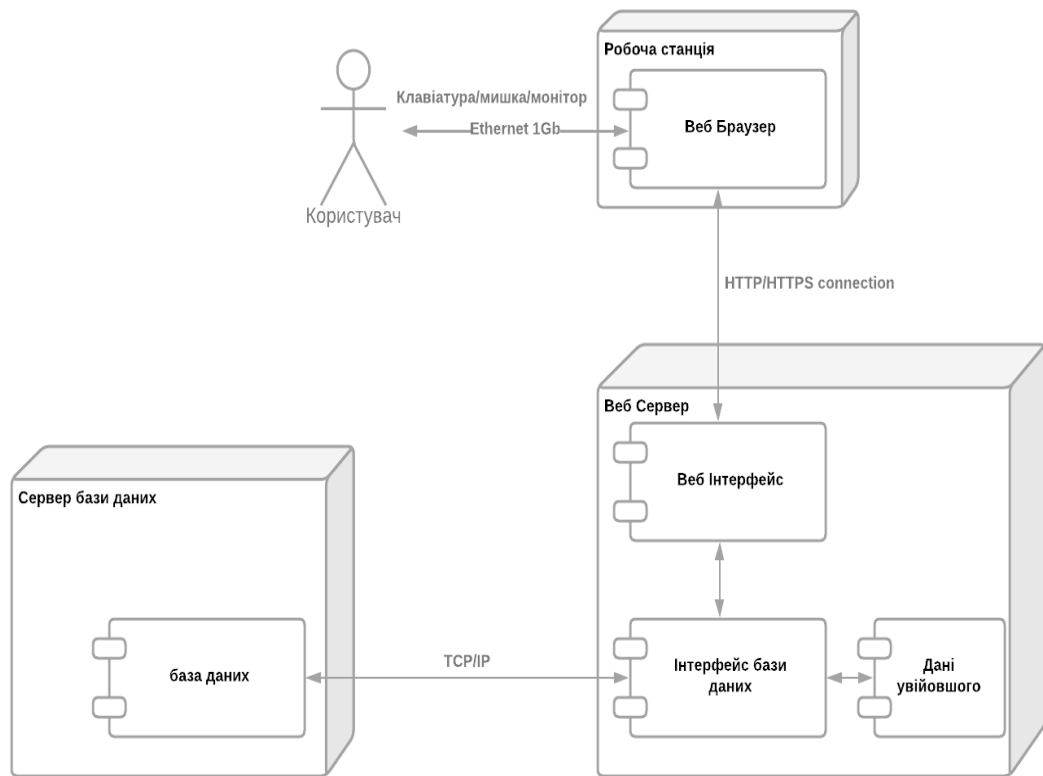 Робоча станція
Клавіатура/мишка/монітор
Ethernet 1Gb
Веб Браузер
Користувач
HTTP/HTTPS connection
Веб Сервер
Веб Інтерфейс
Сервер бази даних
база даних
TCP/IP
Інтерфейс бази
даних
Дані
увійовшого